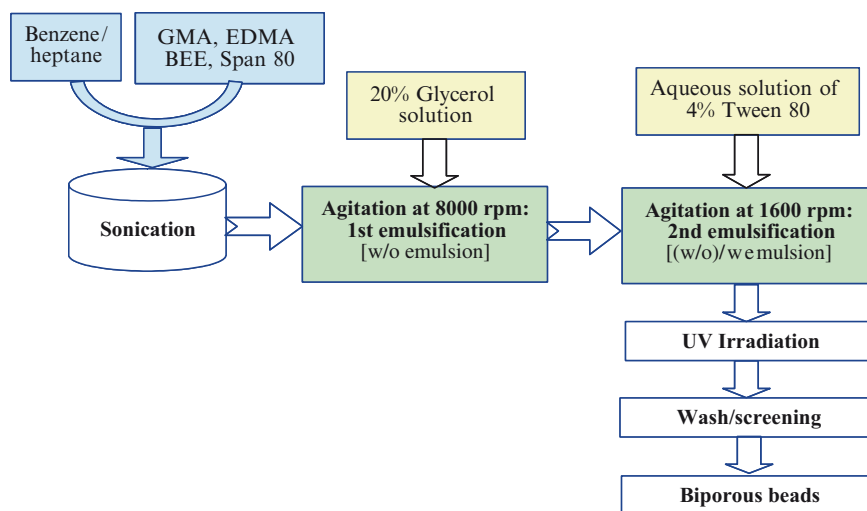 Benzene/
heptane
GMA, EDMA
BEE, Span 80
20% Glycerol
solution
Aqueous solution of
4% Tween 80
Sonication
Agitation at 8000 rpm:
1st emulsification
[w/o emulsion]
Agitation at 1600 rpm:
2nd emulsification
[(w/o)/w emulsion]
UV Irradiation
Wash/screening
Biporous beads